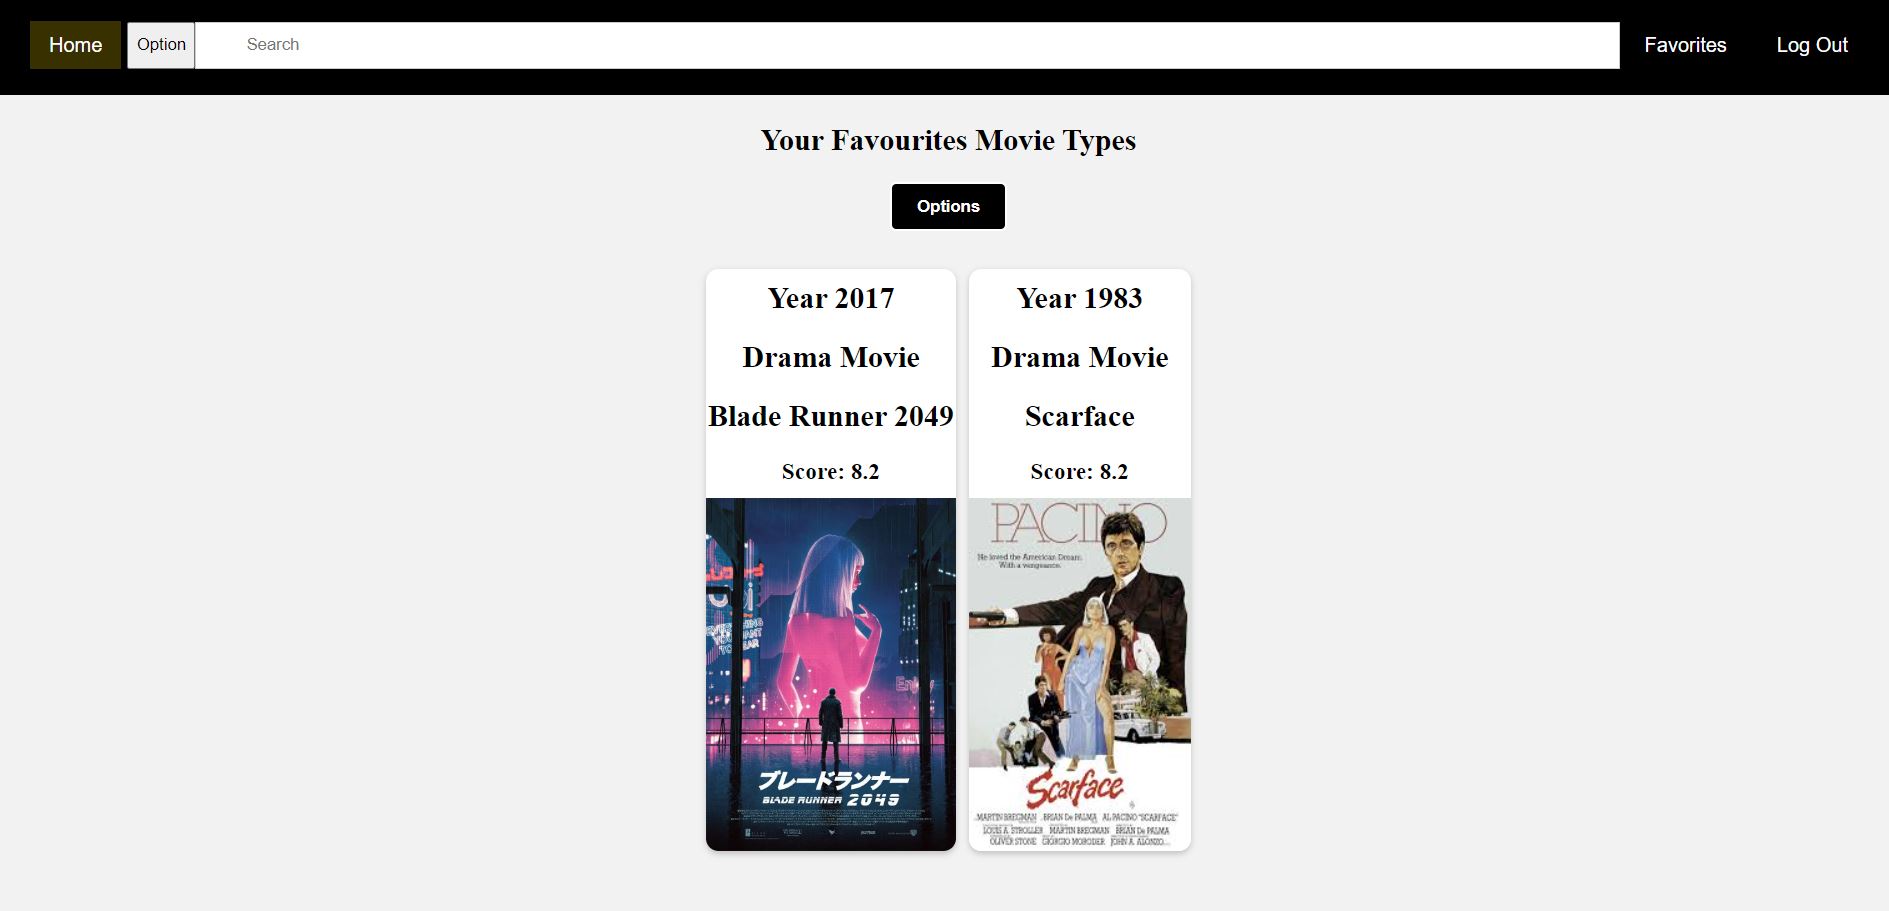 Home Option Search Favorites Log Out
Your Favourites Movie Types
Options
Year 2017
Drama Movie
Blade Runner 2049
Score: 8.2
ブレードランナー
BLADE RUNNER 2049
Year 1983
Drama Movie
Scarface
Score: 8.2
PACINO
He loved the American Dream.
With a vengeance.
Scarface
MARTIN BREGMAN BRIAN DE PALMA AL PACINO "SCARFACE"
LOUIS A. STROLLER MARTIN BREGMAN BRIAN DE PALMA
OLIVER STONE GIORGIO MORODER JOHN A. ALONZO